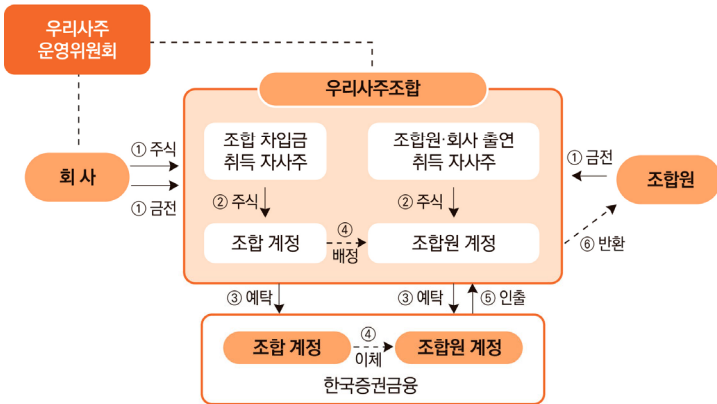 우리사주
운영위원회
우리사주조합
조합 차입금
취득 자사주
조합원·회사 출연
취득 자사주
① 주식
회 사
① 금전
① 금전
조합원
② 주식
② 주식
조합 계정
④
배정
조합원 계정
⑥ 반환
③ 예탁
③ 예탁
⑤ 인출
조합 계정
④
이체
조합원 계정
한국증권금융